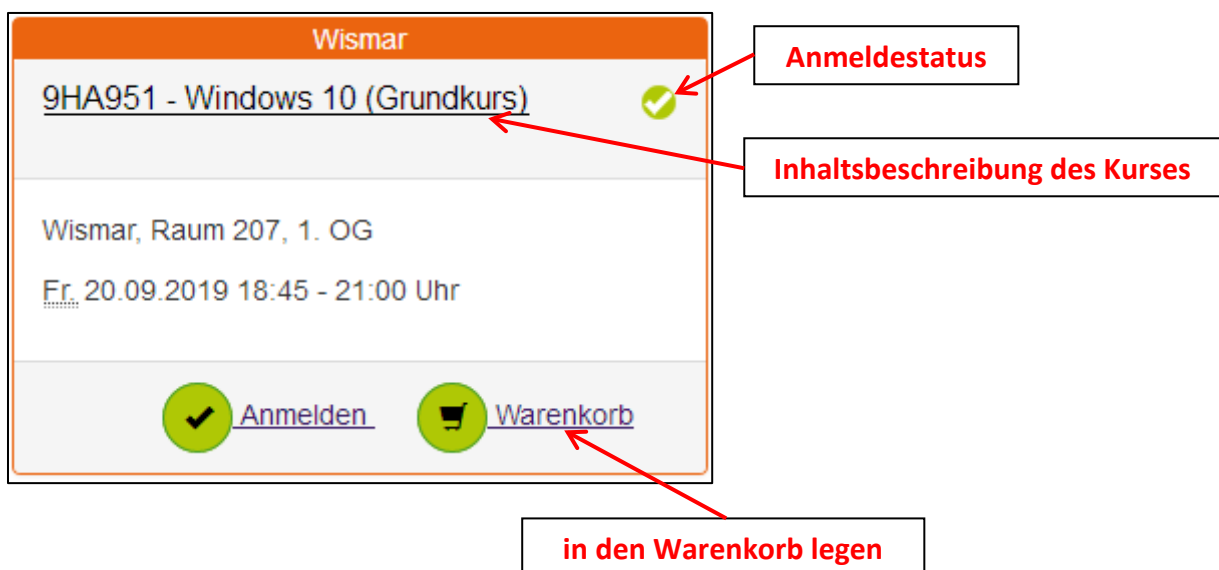 Wismar
Anmeldestatus
9HA951 - Windows 10 (Grundkurs)
Inhaltsbeschreibung des Kurses
Wismar, Raum 207, 1. OG
Fr. 20.09.2019 18:45 - 21:00 Uhr
Anmelden Warenkorb
in den Warenkorb legen